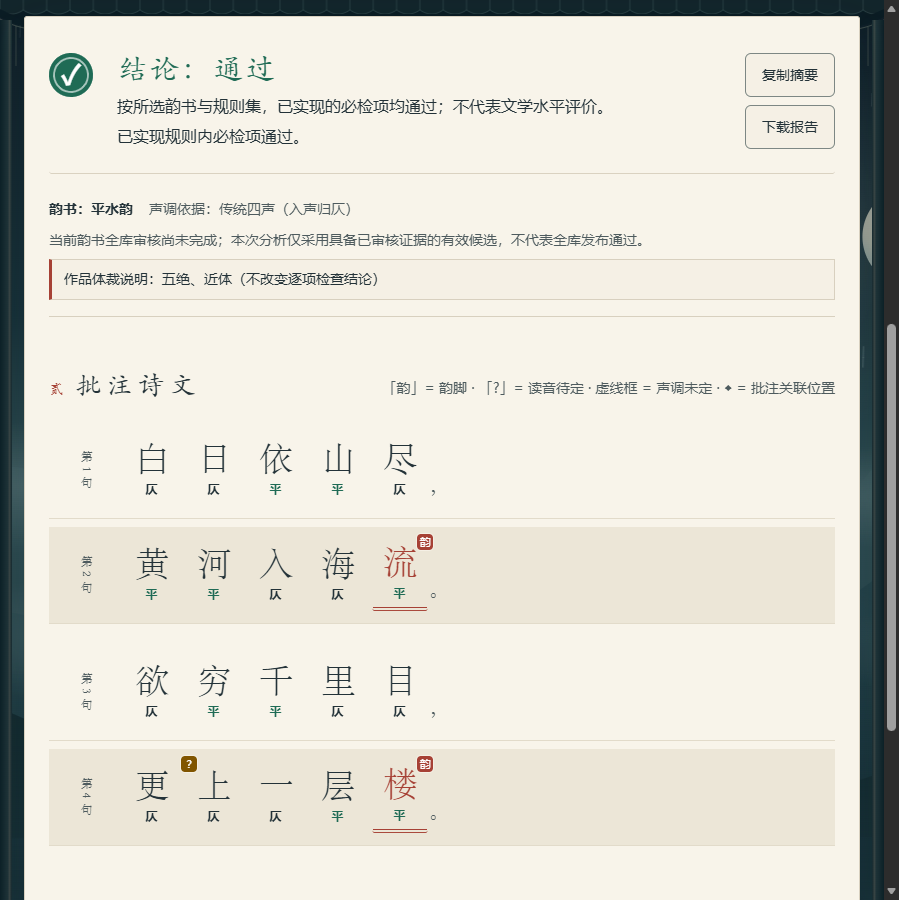 结论：通过
按所选韵书与规则集，已实现的必检项均通过；不代表文学水平评价。
已实现规则内必检项通过。
复制摘要
下载报告
韵书：平水韵 声调依据：传统四声（入声归仄）
当前韵书全库审核尚未完成；本次分析仅采用具备已审核证据的有效候选，不代表全库发布通过。
作品体裁说明：五绝、近体（不改变逐项检查结论）
贰 批注诗文
「韵」= 韵脚 ·「?」= 读音待定 · 虚线框 = 声调未定 · ◆ = 批注关联位置
第1句
白日依山尽，
仄仄平平仄
第2句
黄河入海流。
韵
平平仄仄平
第3句
欲穷千里目，
仄平平仄仄
第4句
更上一层楼。
? 韵
仄仄仄平平